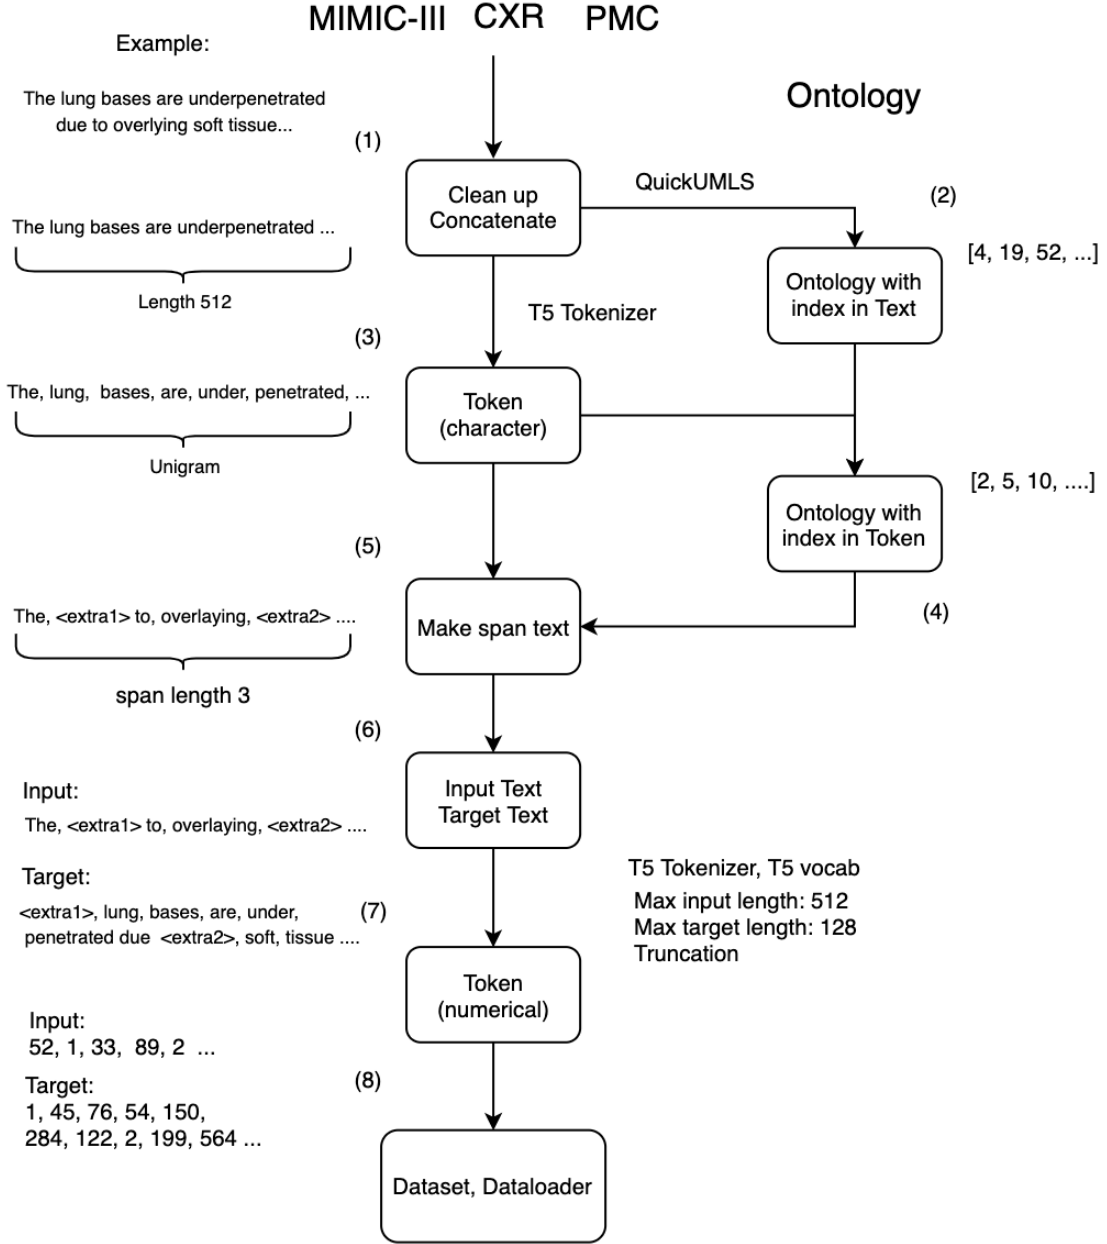 MIMIC-III CXR PMC
Example:
The lung bases are underpenetrated
due to overlying soft tissue...
Ontology
(1)
Clean up
Concatenate
QuickUMLS
(2)
The lung bases are underpenetrated ...
Length 512
[4, 19, 52, ...]
Ontology with
index in Text
T5 Tokenizer
(3)
The, lung, bases, are, under, penetrated, ...
Unigram
Token
(character)
[2, 5, 10, ....]
Ontology with
index in Token
(4)
(5)
The, <extra1> to, overlaying, <extra2> ....
span length 3
Make span text
(6)
Input:
The, <extra1> to, overlaying, <extra2> ....
Target:
<extra1>, lung, bases, are, under,
penetrated due <extra2>, soft, tissue ....
Input Text
Target Text
T5 Tokenizer, T5 vocab
Max input length: 512
Max target length: 128
Truncation
(7)
Token
(numerical)
Input:
52, 1, 33, 89, 2 ...
Target:
1, 45, 76, 54, 150,
284, 122, 2, 199, 564 ...
(8)
Dataset, Dataloader